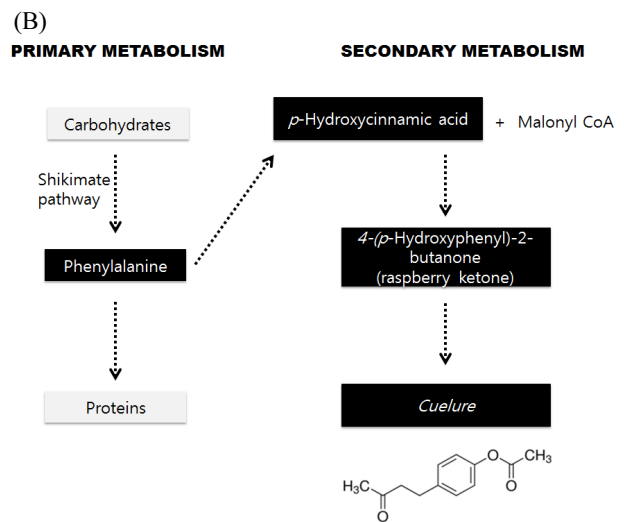 (B)
PRIMARY METABOLISM
SECONDARY METABOLISM
Carbohydrates
p-Hydroxycinnamic acid
+ Malonyl CoA
Shikimate
pathway
Phenylalanine
4-(p-Hydroxyphenyl)-2-
butanone
(raspberry ketone)
Proteins
Cuelure
O
CH₃
O
H₃C
O